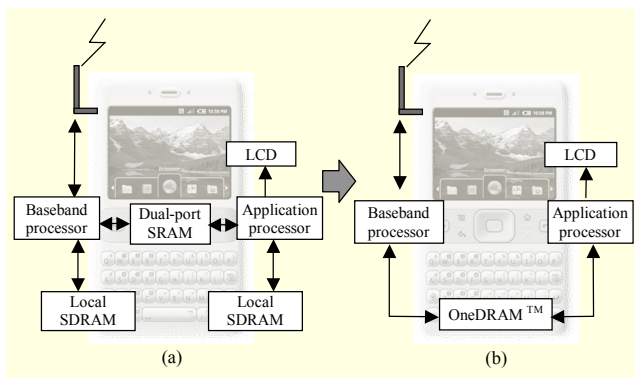 LCD
Baseband
processor
Dual-port
SRAM
Application
processor
Local
SDRAM
Local
SDRAM
(a)
LCD
Baseband
processor
Application
processor
OneDRAM TM
(b)